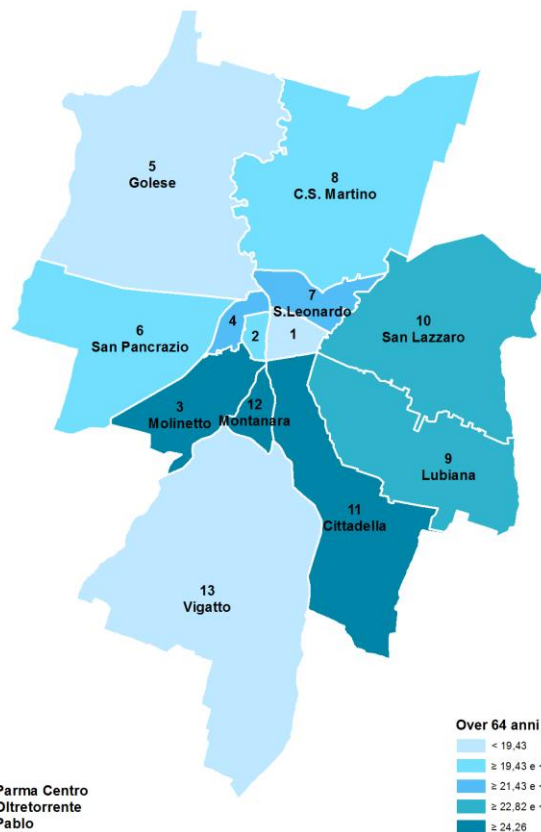 5
Golese
8
C.S. Martino
7
S.Leonardo
4
2
1
6
San Pancrazio
10
San Lazzaro
3
Molinetto
12
Montanara
9
Lubiana
11
Cittadella
13
Vigatto
Parma Centro
Oltretorrente
Pablo
Over 64 anni
< 19,43
≥ 19,43 e <
≥ 21,43 e <
≥ 22,82 e <
≥ 24,26